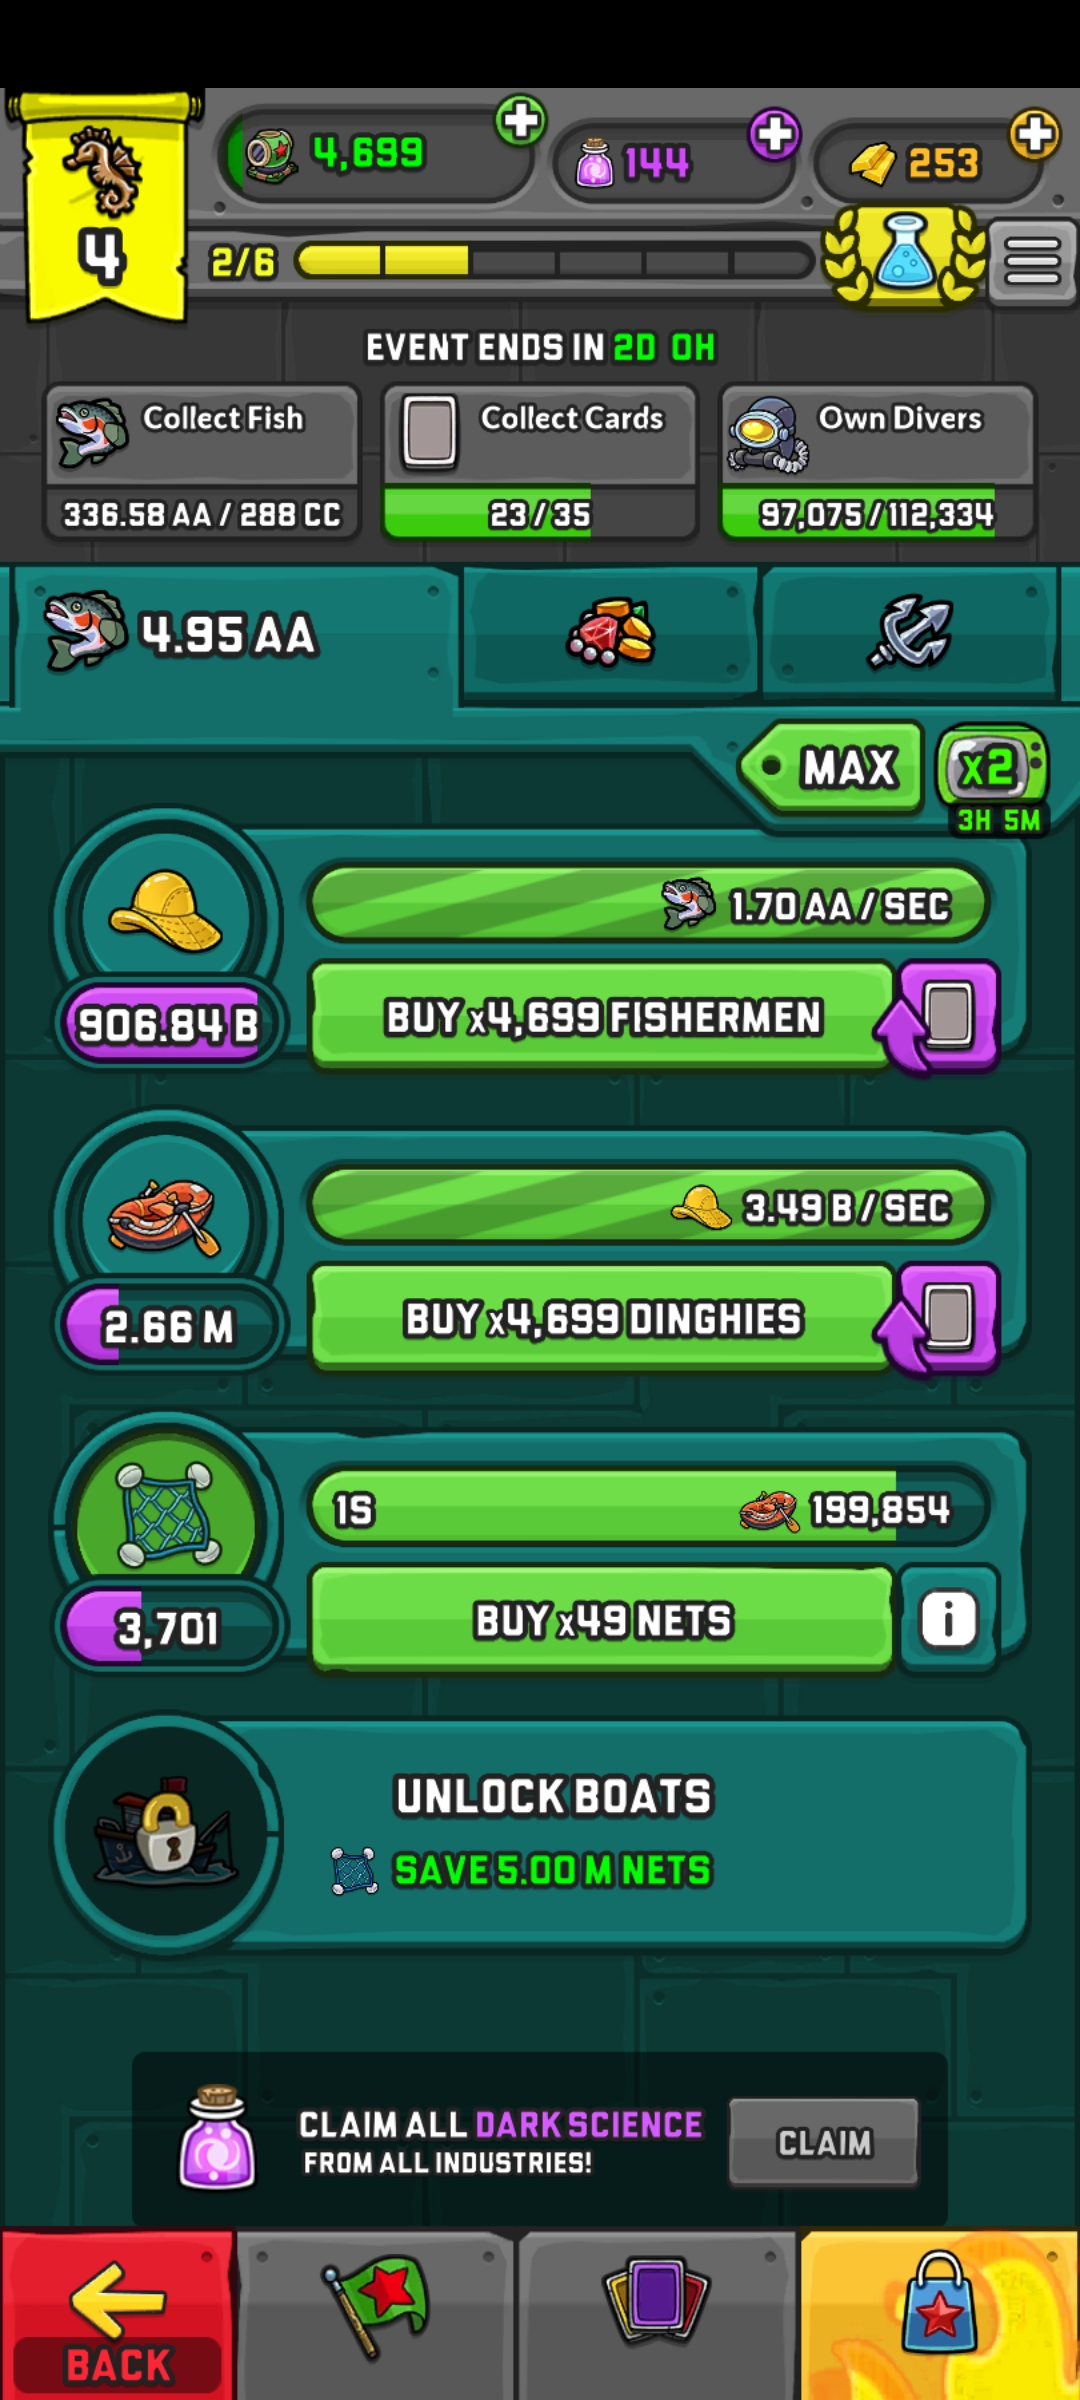 4,699
144
253
4
2/6
EVENT ENDS IN 2D 0H
Collect Fish
Collect Cards
Own Divers
336.58 AA / 288 CC
23 / 35
97,075 / 112,334
4.95 AA
MAX
x2
3H 5M
1.70 AA / SEC
906.84 B
BUY x4,699 FISHERMEN
3.49 B / SEC
2.66 M
BUY x4,699 DINGHIES
1S
199,854
3,701
BUY x49 NETS
i
UNLOCK BOATS
SAVE 5.00 M NETS
CLAIM ALL DARK SCIENCE
FROM ALL INDUSTRIES!
CLAIM
BACK